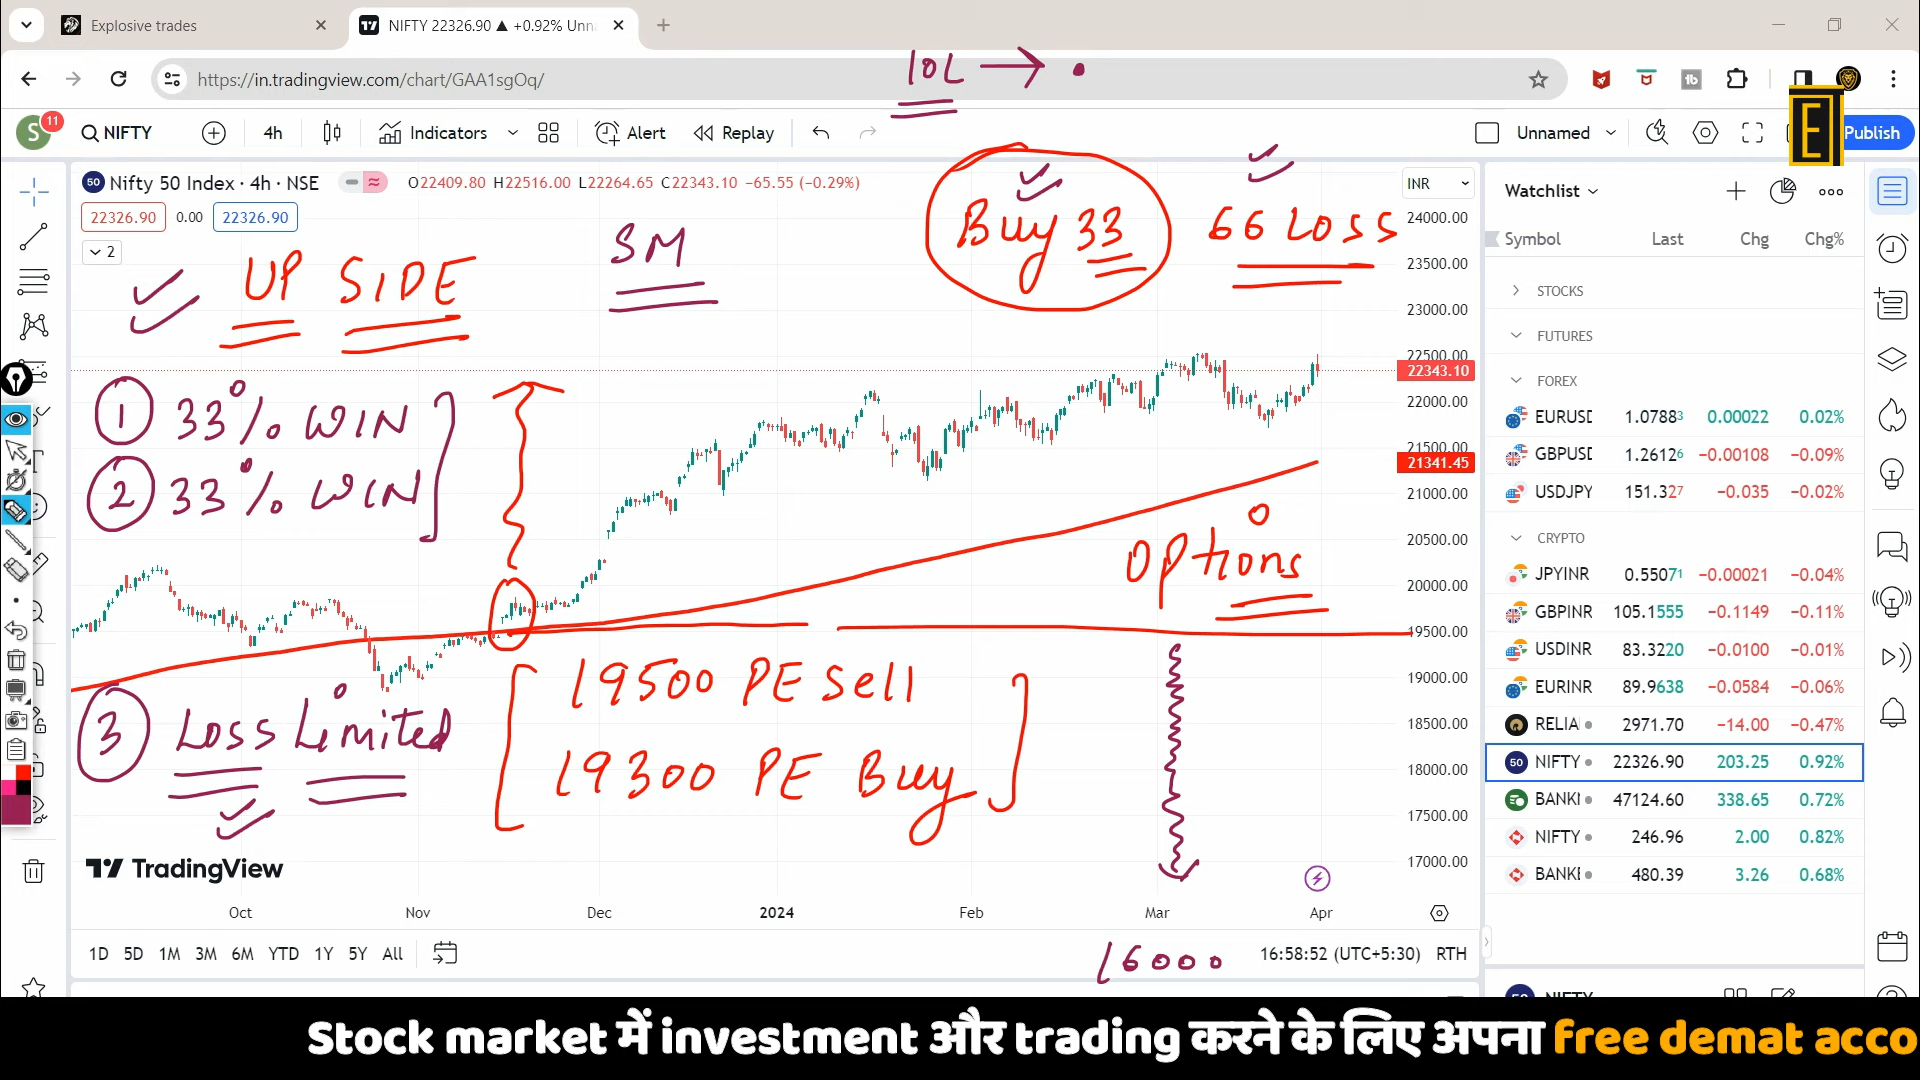 Explosive trades
NIFTY 22326.90 ▲ +0.92% Unn
https://in.tradingview.com/chart/GAA1sgOq/
10L → •
S 11 NIFTY 4h Indicators Alert Replay Unnamed Publish
E
50 Nifty 50 Index · 4h · NSE O22409.80 H22516.00 L22264.65 C22343.10 −65.55 (−0.29%)
INR
22326.90 0.00 22326.90
2
UP SIDE
SM
Buy 33
66 LOSS
1 33% WIN
2 33% WIN
3 LOSS Limited
Options
19500 PE Sell
19300 PE Buy
16000
24000.00
23500.00
23000.00
22500.00
22343.10
22000.00
21500.00
21341.45
21000.00
20500.00
20000.00
19500.00
19000.00
18500.00
18000.00
17500.00
17000.00
TradingView
Oct Nov Dec 2024 Feb Mar Apr
1D 5D 1M 3M 6M YTD 1Y 5Y All
16:58:52 (UTC+5:30) RTH
Watchlist
Symbol Last Chg Chg%
STOCKS
FUTURES
FOREX
EURUSD 1.07883 0.00022 0.02%
GBPUSD 1.26126 −0.00108 −0.09%
USDJPY 151.327 −0.035 −0.02%
CRYPTO
JPYINR 0.55071 −0.00021 −0.04%
GBPINR 105.1555 −0.1149 −0.11%
USDINR 83.3220 −0.0100 −0.01%
EURINR 89.9638 −0.0584 −0.06%
RELIA 2971.70 −14.00 −0.47%
50 NIFTY 22326.90 203.25 0.92%
BANKI 47124.60 338.65 0.72%
NIFTY 246.96 2.00 0.82%
BANKE 480.39 3.26 0.68%
NIFTY
Stock market में investment और trading करने के लिए अपना free demat acco